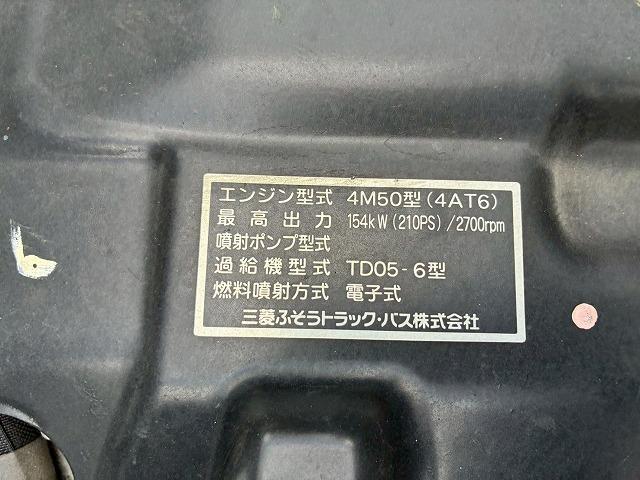 エンジン型式 4M50型(4AT6)
最高出力 154kW(210PS)/2700rpm
噴射ポンプ型式
過給機型式 TD05-6型
燃料噴射方式 電子式
三菱ふそうトラック・バス株式会社